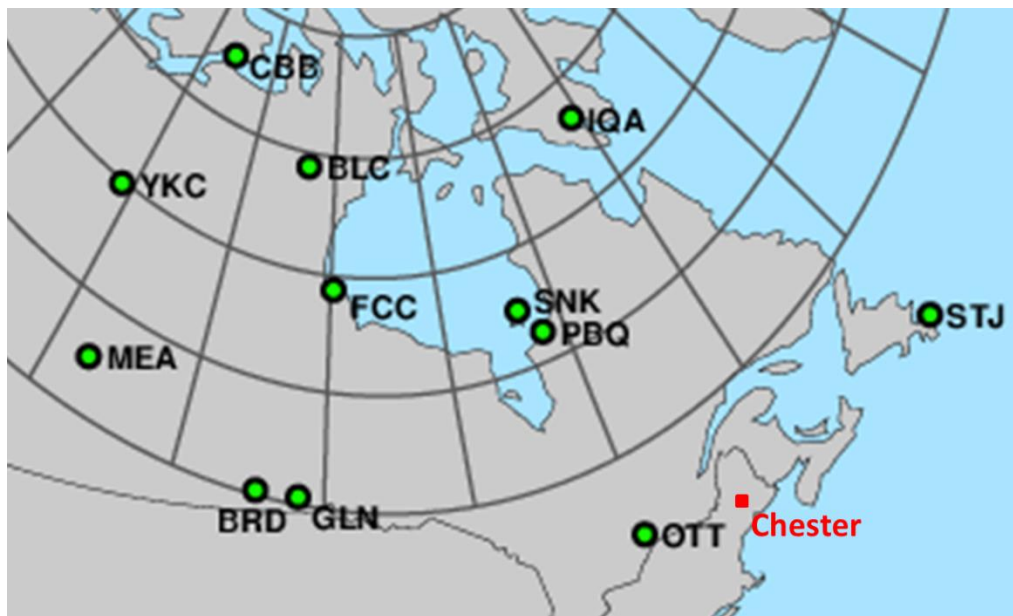 CBB
IQA
BLC
YKC
SNK
FCC
STJ
PBQ
MEA
BRD
GLN
Chester
OTT